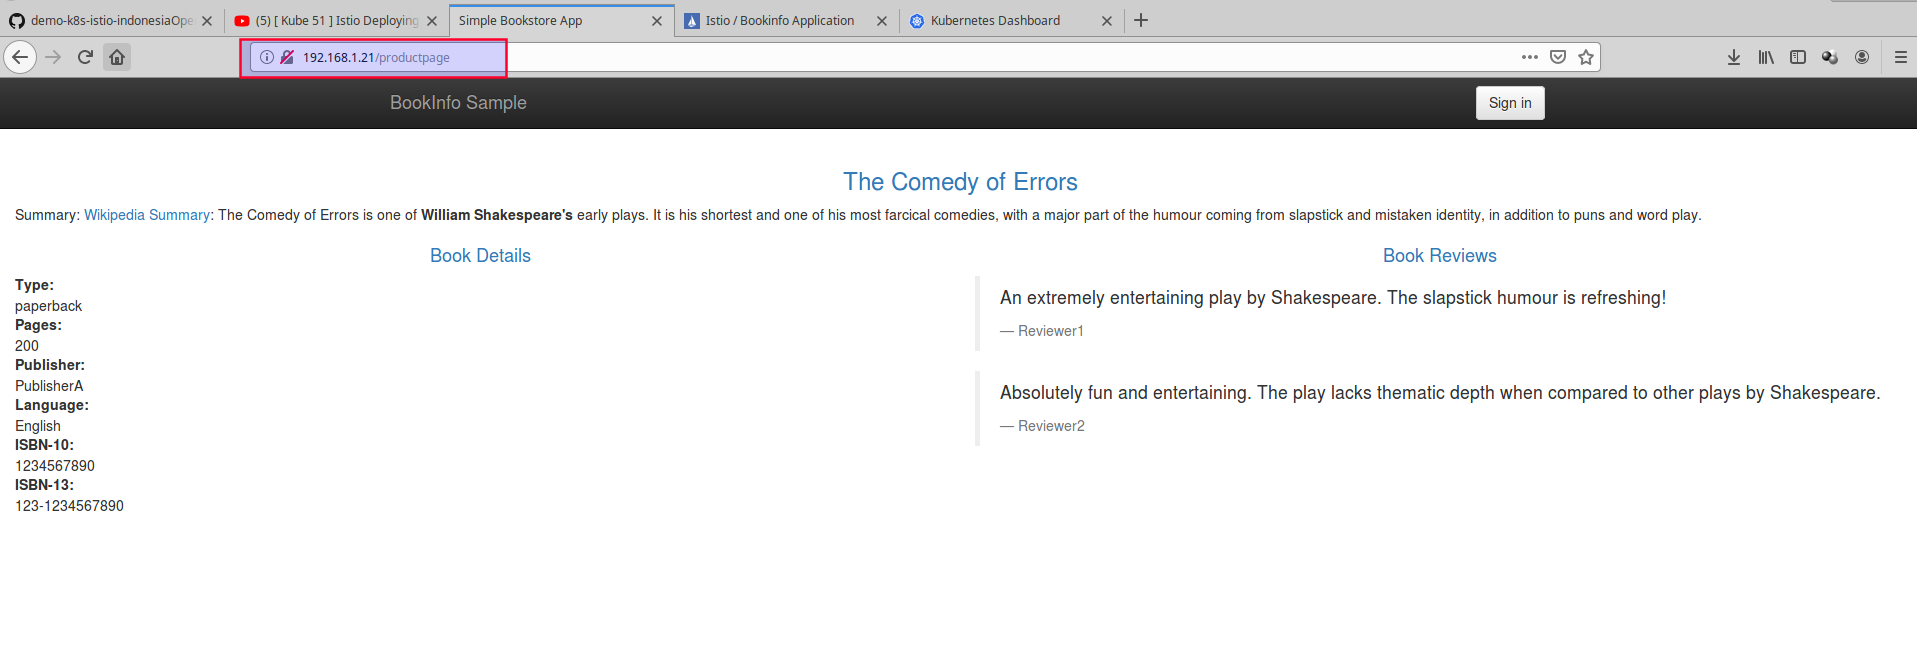 demo-k8s-istio-indonesiaOpe
(5) [ Kube 51 ] Istio Deploying
Simple Bookstore App
Istio / Bookinfo Application
Kubernetes Dashboard
192.168.1.21/productpage
BookInfo Sample
Sign in
The Comedy of Errors
Summary: Wikipedia Summary: The Comedy of Errors is one of William Shakespeare's early plays. It is his shortest and one of his most farcical comedies, with a major part of the humour coming from slapstick and mistaken identity, in addition to puns and word play.
Book Details
Type:
paperback
Pages:
200
Publisher:
PublisherA
Language:
English
ISBN-10:
1234567890
ISBN-13:
123-1234567890
Book Reviews
An extremely entertaining play by Shakespeare. The slapstick humour is refreshing!
— Reviewer1
Absolutely fun and entertaining. The play lacks thematic depth when compared to other plays by Shakespeare.
— Reviewer2